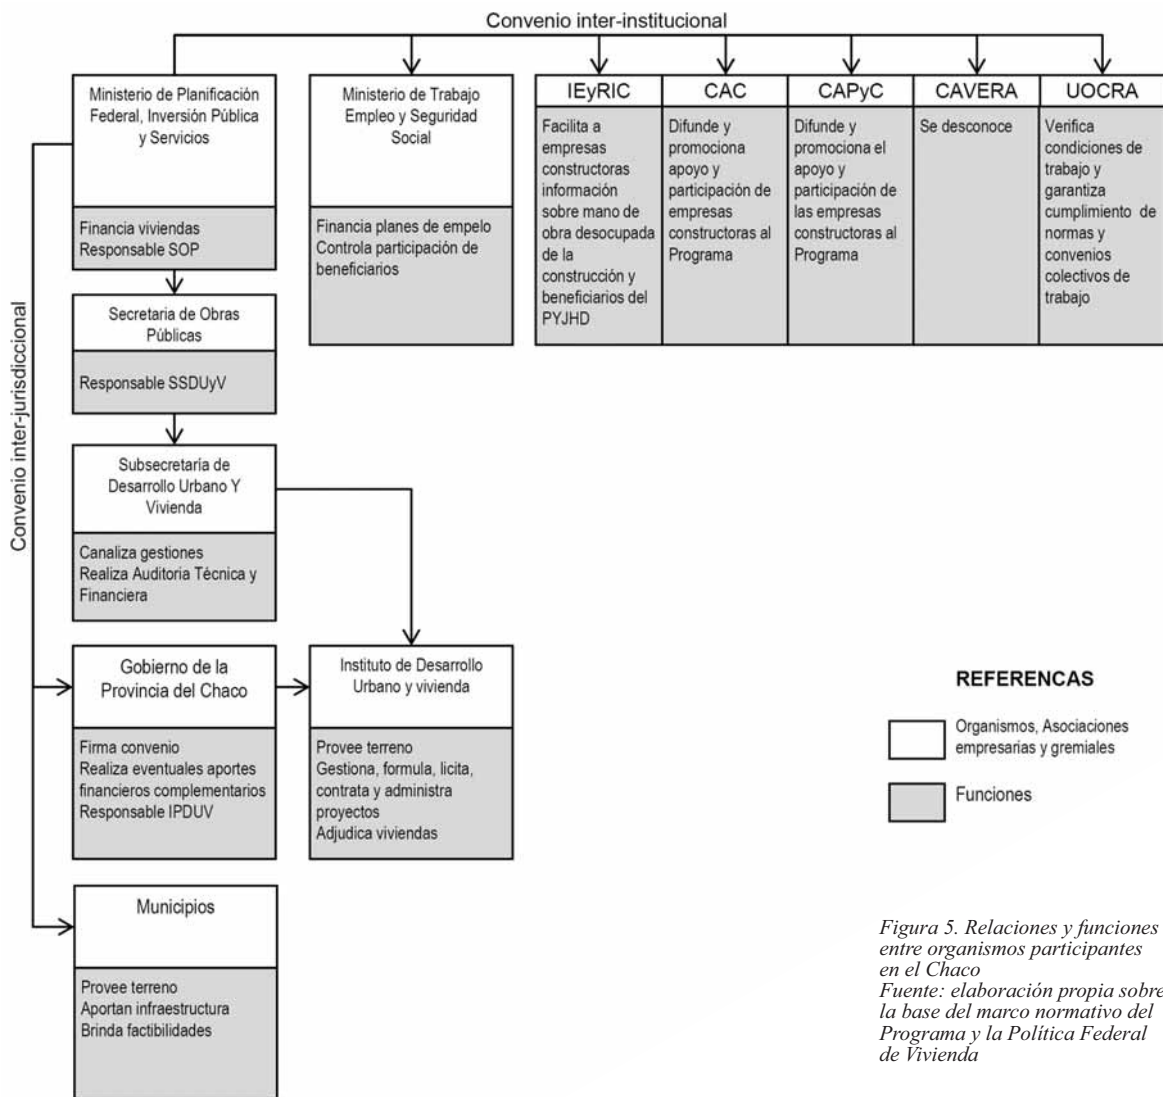 Convenio inter-institucional
Convenio inter-jurisdiccional
Ministerio de Planificación
Federal, Inversión Pública
y Servicios
Financia viviendas
Responsable SOP
Ministerio de Trabajo
Empleo y Seguridad
Social
Financia planes de empelo
Controla participación de
beneficiarios
IEyRIC
Facilita a
empresas
constructoras
información
sobre mano de
obra desocupada
de la
construcción y
beneficiarios del
PYJHD
CAC
Difunde y
promociona
apoyo y
participación de
empresas
constructoras al
Programa
CAPyC
Difunde y
promociona el
apoyo y
participación de
las empresas
constructoras al
Programa
CAVERA
Se desconoce
UOCRA
Verifica
condiciones de
trabajo y
garantiza
cumplimiento de
normas y
convenios
colectivos de
trabajo
Secretaria de Obras
Públicas
Responsable SSDUyV
Subsecretaría de
Desarrollo Urbano Y
Vivienda
Canaliza gestiones
Realiza Auditoria Técnica y
Financiera
Gobierno de la
Provincia del Chaco
Firma convenio
Realiza eventuales aportes
financieros complementarios
Responsable IPDUV
Instituto de Desarrollo
Urbano y vivienda
Provee terreno
Gestiona, formula, licita,
contrata y administra
proyectos
Adjudica viviendas
Municipios
Provee terreno
Aportan infraestructura
Brinda factibilidades
REFERENCAS
Organismos, Asociaciones
empresarias y gremiales
Funciones
Figura 5. Relaciones y funciones
entre organismos participantes
en el Chaco
Fuente: elaboración propia sobre
la base del marco normativo del
Programa y la Política Federal
de Vivienda